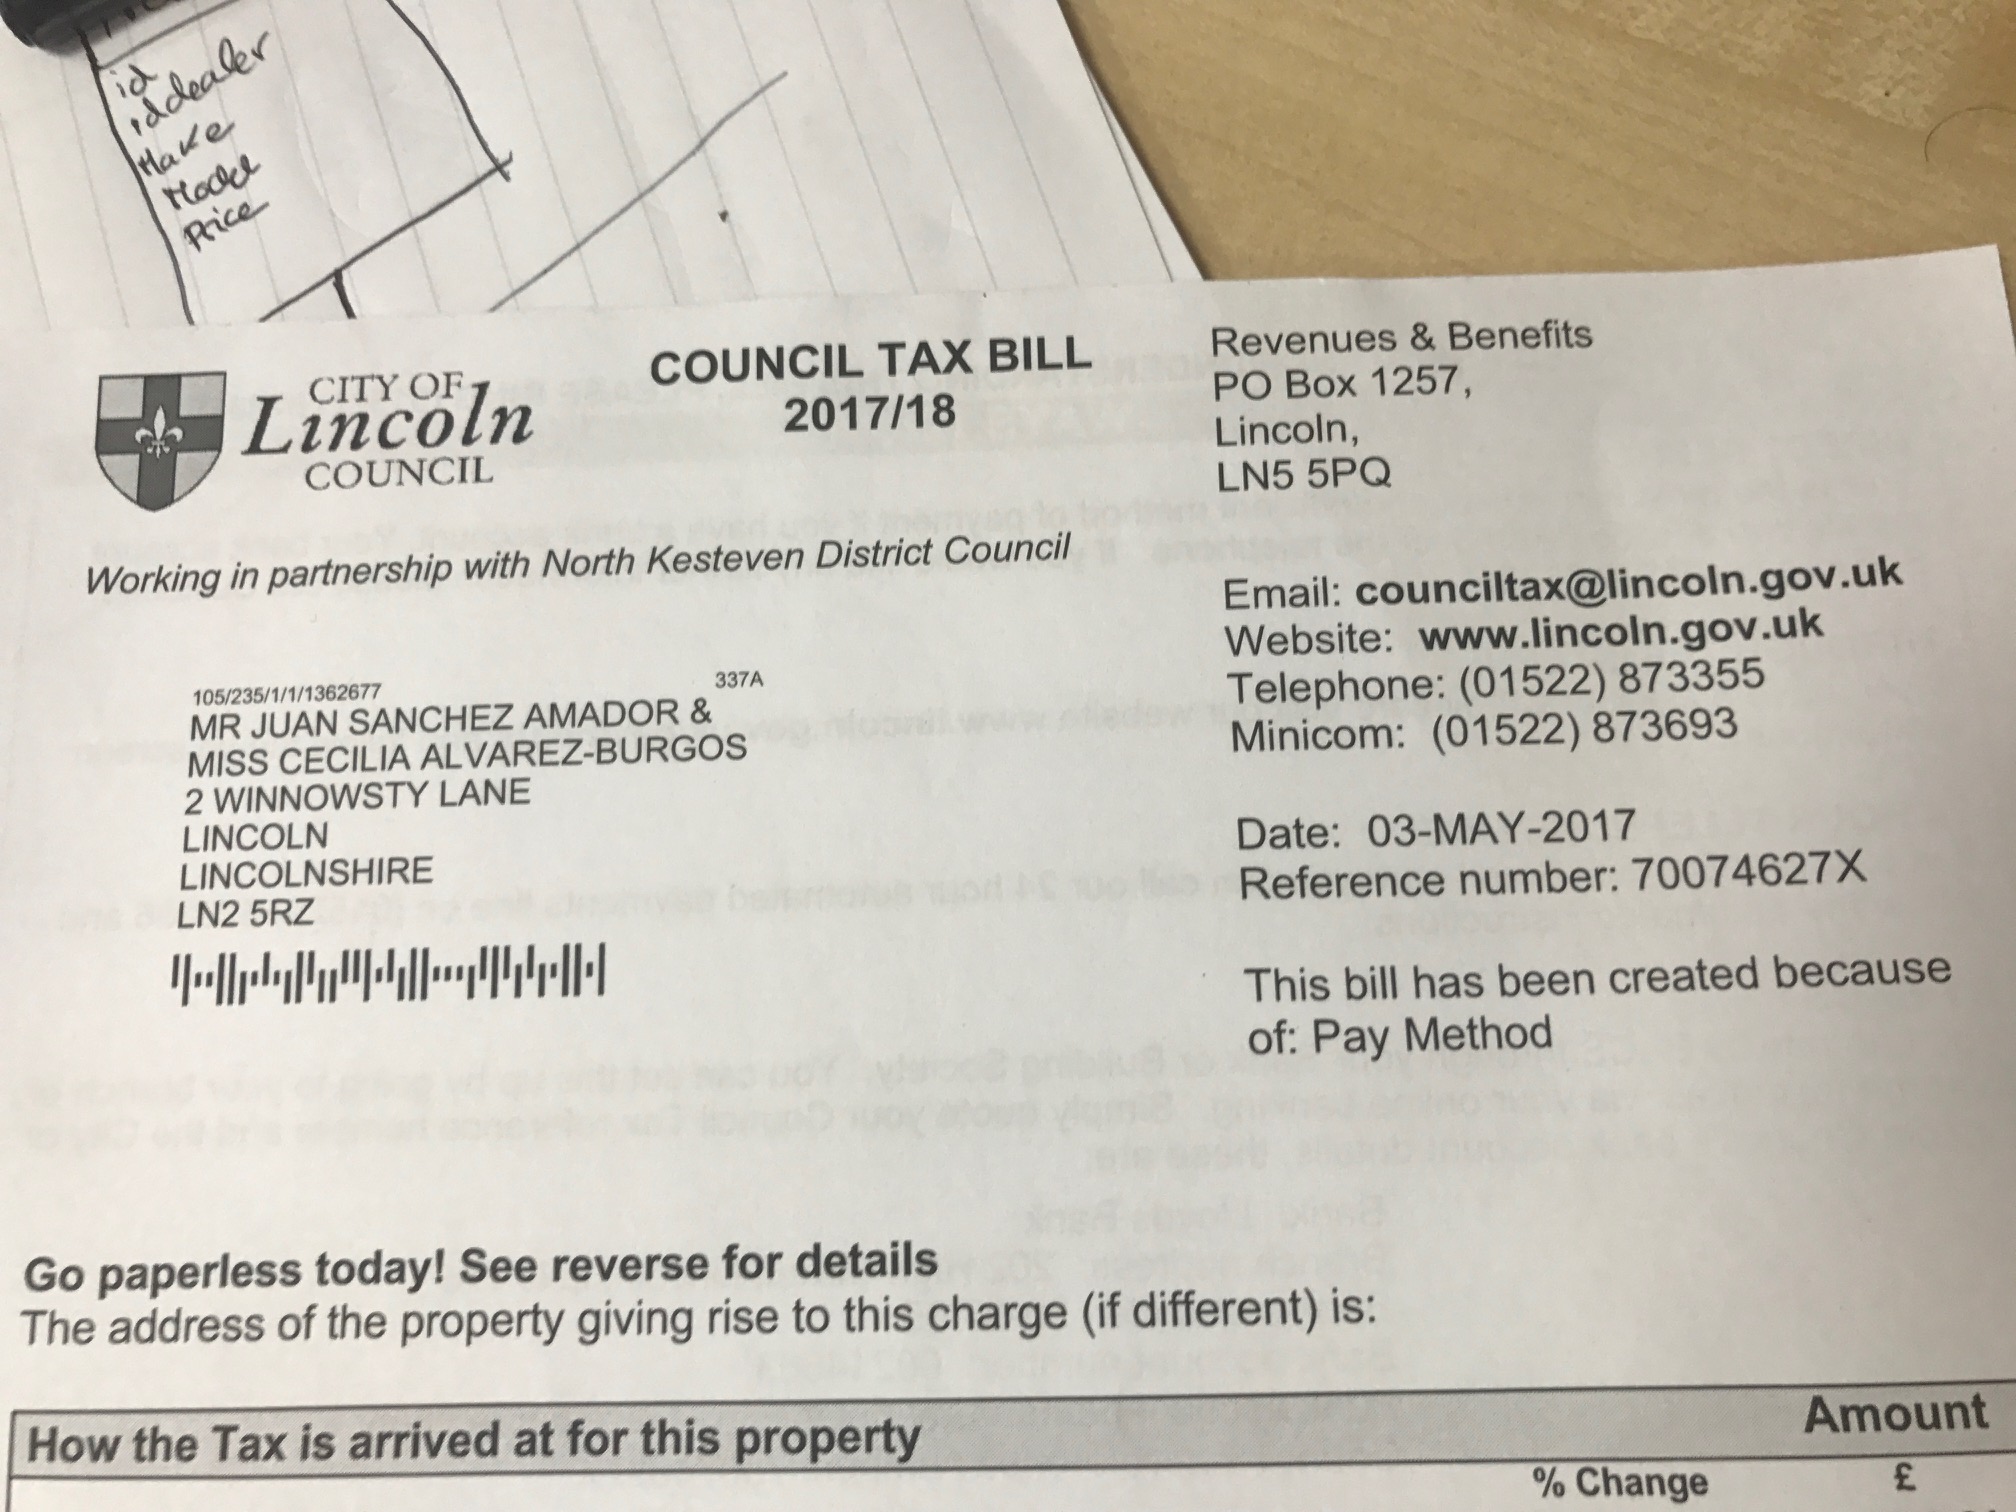 id
iddealer
Make
Model
Price
CITY OF
Lincoln
COUNCIL
COUNCIL TAX BILL
2017/18
Revenues & Benefits
PO Box 1257,
Lincoln,
LN5 5PQ
Working in partnership with North Kesteven District Council
Email: counciltax@lincoln.gov.uk
Website: www.lincoln.gov.uk
Telephone: (01522) 873355
Minicom: (01522) 873693
105/235/1/1/1362677 337A
MR JUAN SANCHEZ AMADOR &
MISS CECILIA ALVAREZ-BURGOS
2 WINNOWSTY LANE
LINCOLN
LINCOLNSHIRE
LN2 5RZ
Date: 03-MAY-2017
Reference number: 70074627X
This bill has been created because
of: Pay Method
Go paperless today! See reverse for details
The address of the property giving rise to this charge (if different) is:
How the Tax is arrived at for this property Amount
% Change £